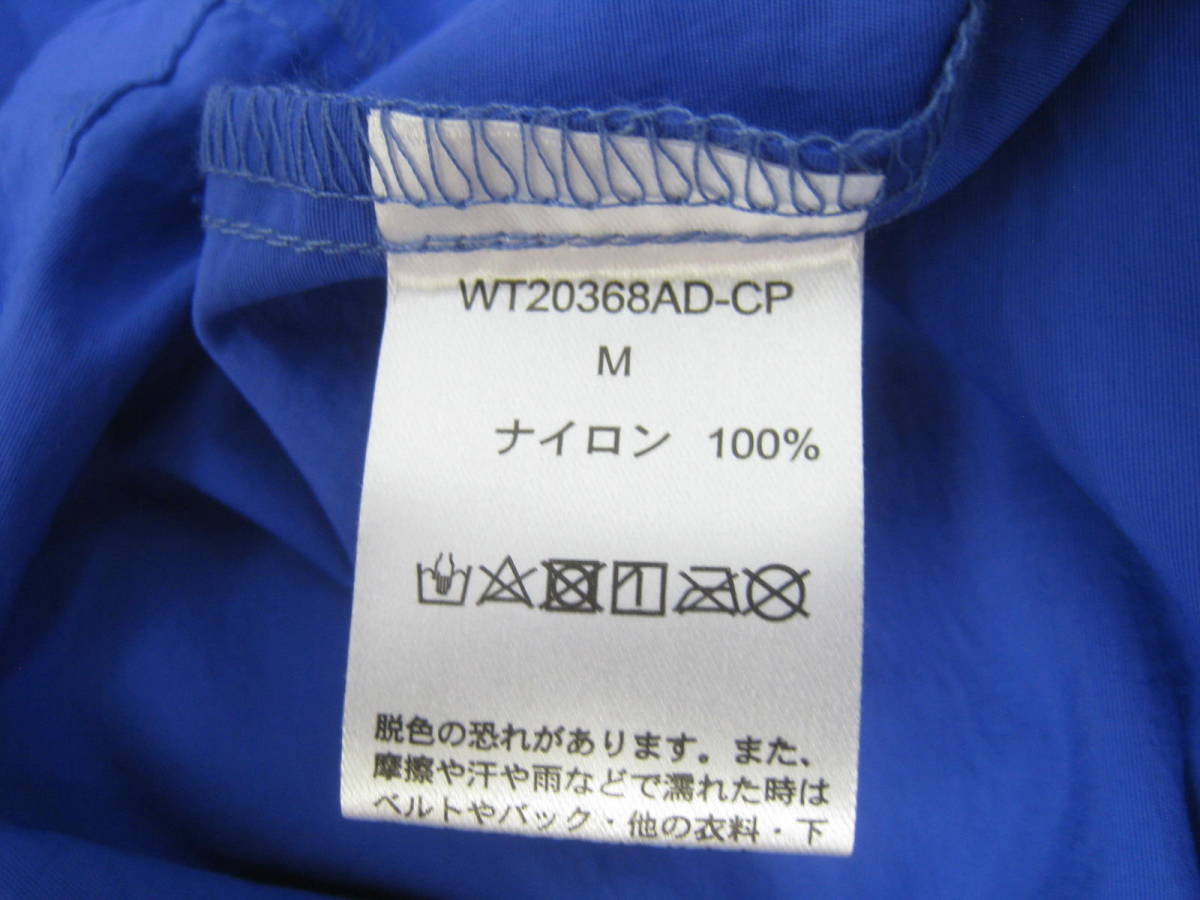 WT20368AD-CP
M
ナイロン 100%
脱色の恐れがあります。また、
摩擦や汗や雨などで濡れた時は
ベルトやバック・他の衣料・下